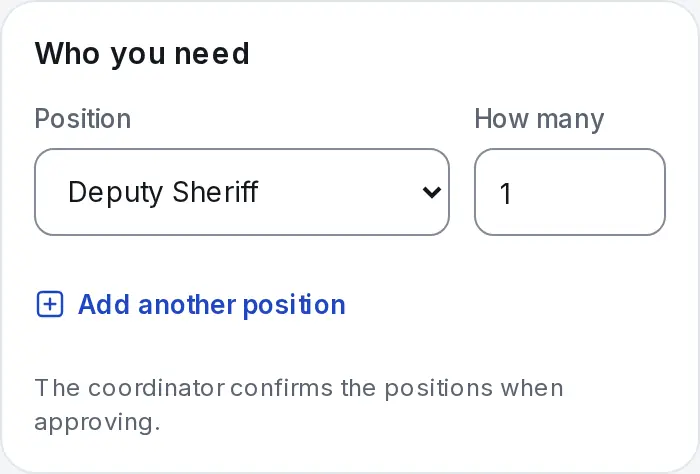 Who you need
Position
How many
Deputy Sheriff
1
Add another position
The coordinator confirms the positions when
approving.